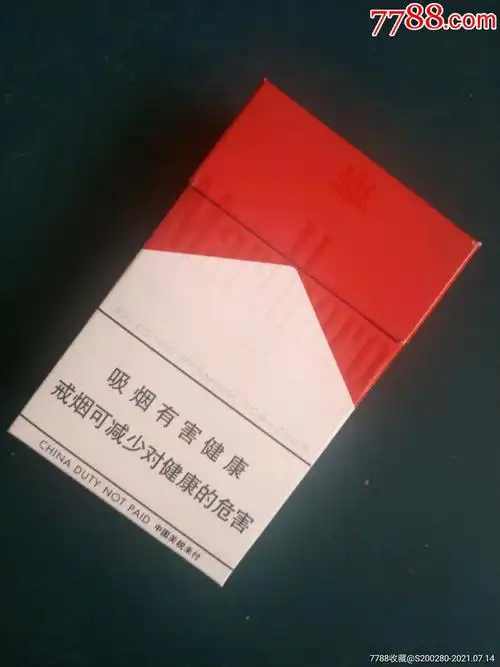 7788.com
Marlboro
吸烟有害健康
戒烟可减少对健康的危害
CHINA DUTY NOT PAID 中国关税未付
7788收藏@S200280-2021.07.14